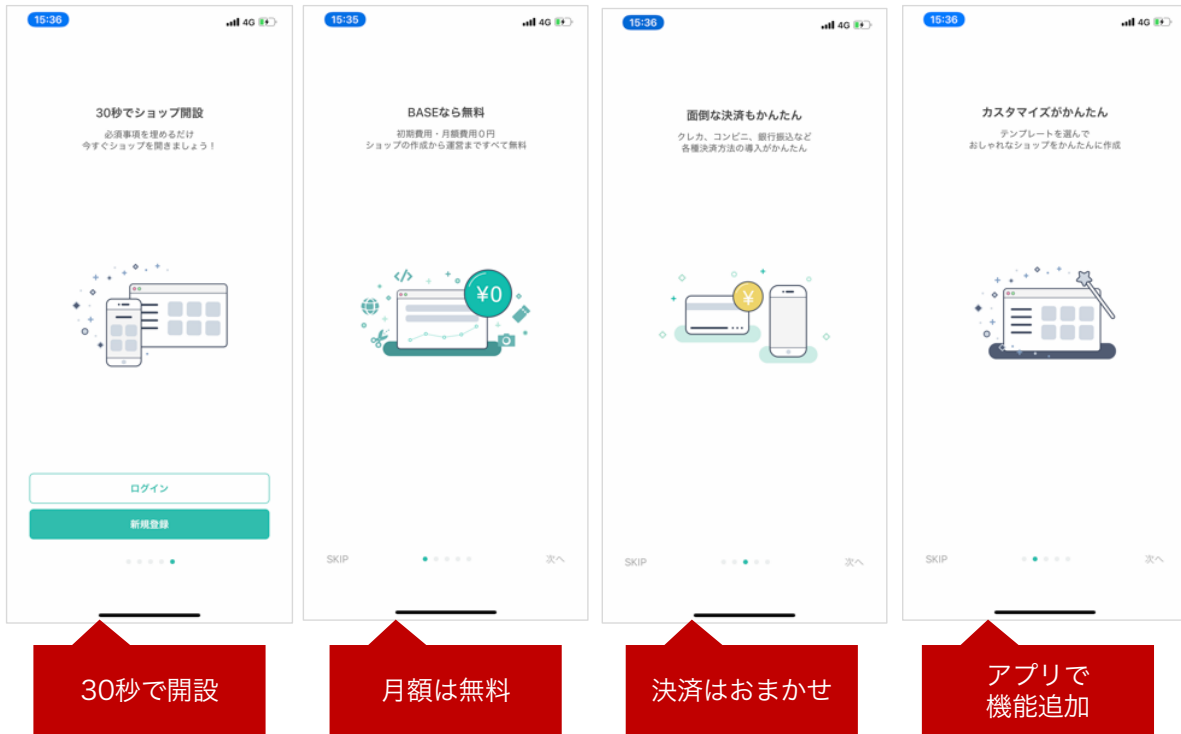 15:36
4G
30秒でショップ開設
必須事項を埋めるだけ
今すぐショップを開きましょう！
ログイン
新規登録
30秒で開設
15:35
4G
BASEなら無料
初期費用・月額費用０円
ショップの作成から運営まですべて無料
</>
¥0
SKIP
次へ
月額は無料
15:36
4G
面倒な決済もかんたん
クレカ、コンビニ、銀行振込など
各種決済方法の導入がかんたん
¥
SKIP
次へ
決済はおまかせ
15:36
4G
カスタマイズがかんたん
テンプレートを選んで
おしゃれなショップをかんたんに作成
SKIP
次へ
アプリで
機能追加